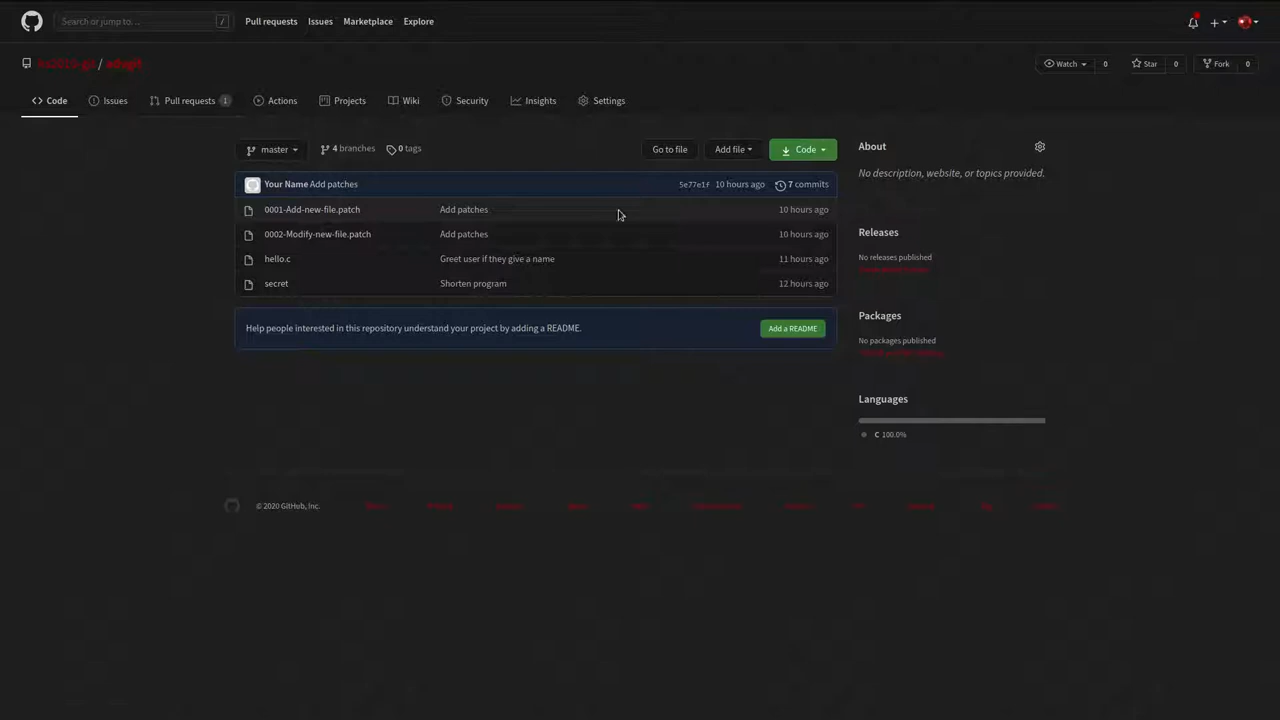 Search or jump to... /
Pull requests Issues Marketplace Explore
/ edugit
Watch 0 Star 0 Fork 0
Code Issues Pull requests 1 Actions Projects Wiki Security Insights Settings
master 4 branches 0 tags Go to file Add file Code
Your Name Add patches 5e77e1f 10 hours ago 7 commits
0001-Add-new-file.patch Add patches 10 hours ago
0002-Modify-new-file.patch Add patches 10 hours ago
hello.c Greet user if they give a name 11 hours ago
secret Shorten program 12 hours ago
Help people interested in this repository understand your project by adding a README. Add a README
About
No description, website, or topics provided.
Releases
No releases published
Packages
No packages published
Languages
C 100.0%
© 2020 GitHub, Inc.